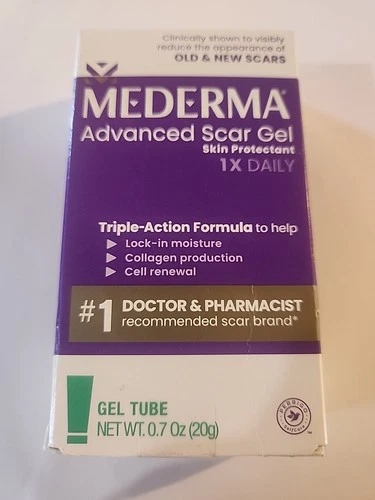 Clinically shown to visibly
reduce the appearance of
OLD & NEW SCARS
MEDERMA®
Advanced Scar Gel
Skin Protectant
1X DAILY
Triple-Action Formula to help
Lock-in moisture
Collagen production
Cell renewal
#1 DOCTOR & PHARMACIST
recommended scar brand*
GEL TUBE
NET WT. 0.7 Oz (20g)
PERRIGO